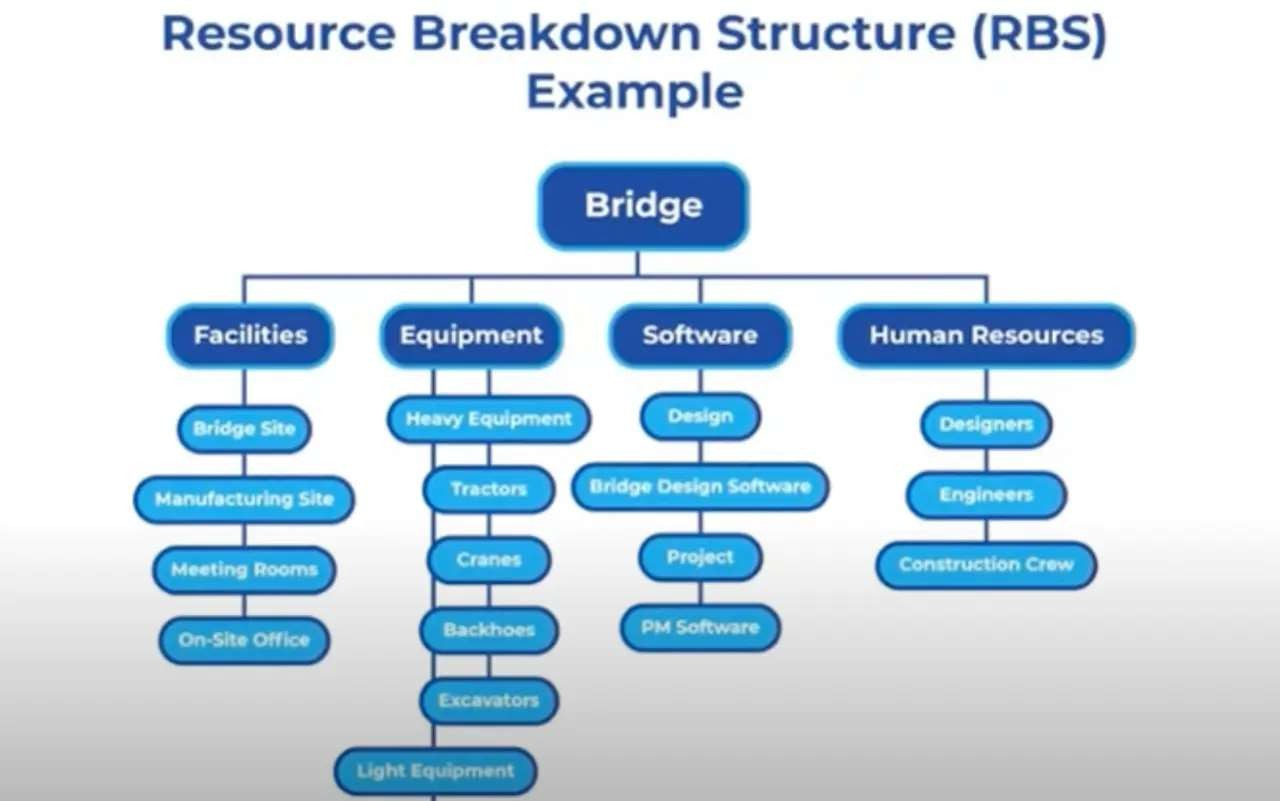 Resource Breakdown Structure (RBS)
Example
Bridge
Facilities
Equipment
Software
Human Resources
Bridge Site
Manufacturing Site
Meeting Rooms
On-Site Office
Heavy Equipment
Tractors
Cranes
Backhoes
Excavators
Light Equipment
Design
Bridge Design Software
Project
PM Software
Designers
Engineers
Construction Crew